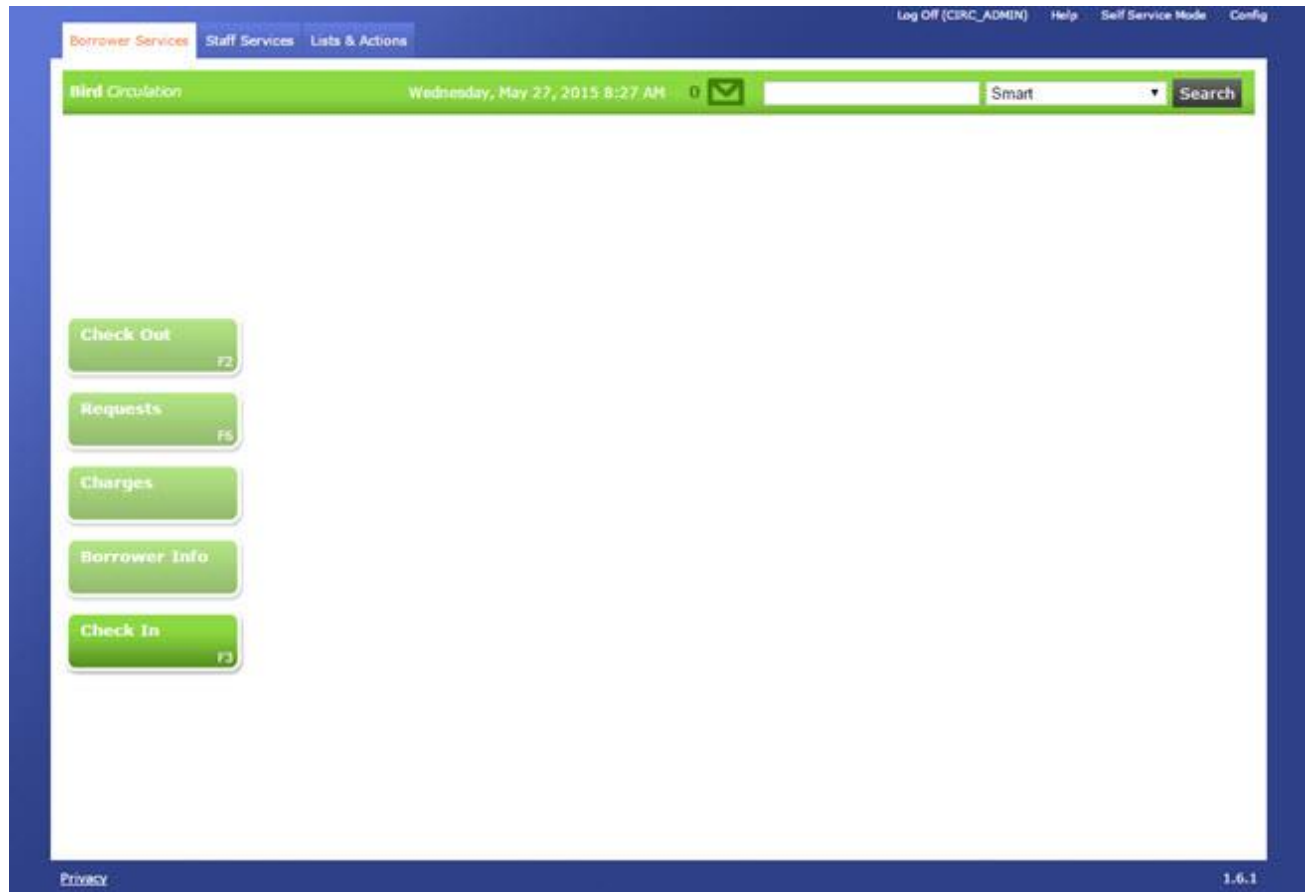 Log Off (CIRC_ADMIN) Help Self Service Mode Config
Borrower Services Staff Services Lists & Actions
Bird Circulation Wednesday, May 27, 2015 8:27 AM 0 Smart Search
Check Out
F2
Requests
F6
Charges
Borrower Info
Check In
F3
Privacy 1.6.1